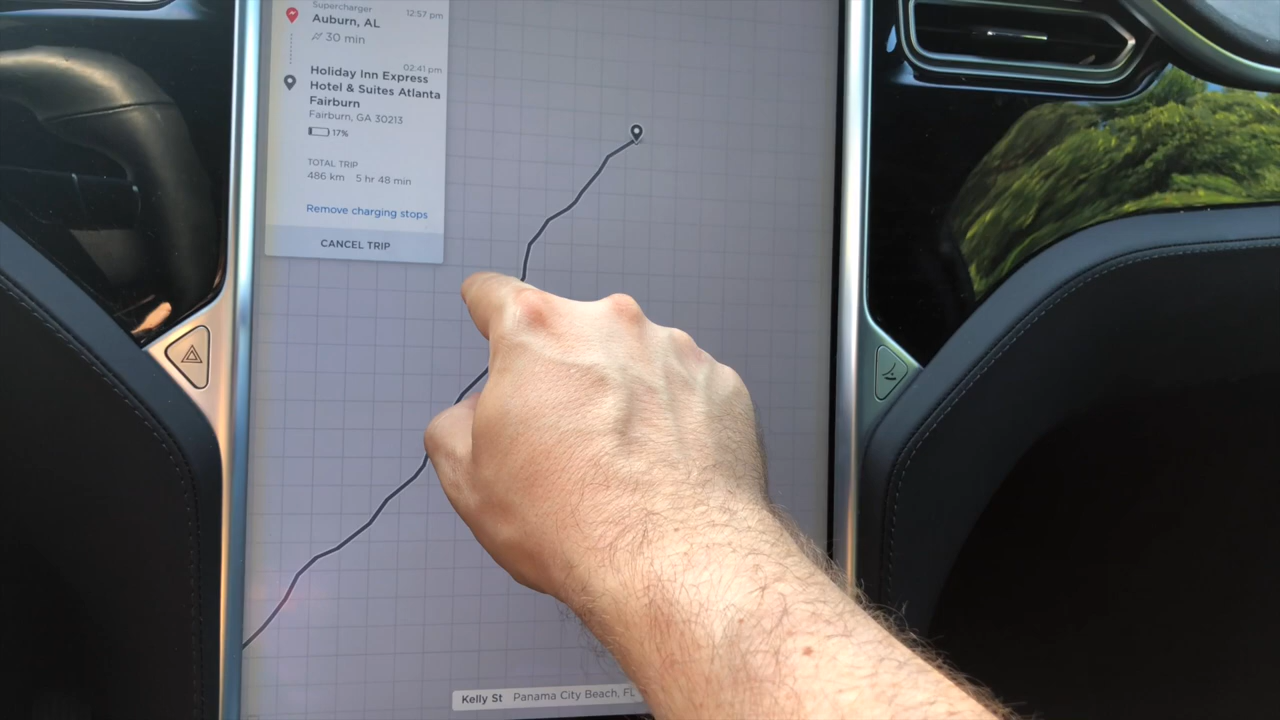 Supercharger 12:57 pm
Auburn, AL
30 min
02:41 pm
Holiday Inn Express
Hotel & Suites Atlanta
Fairburn
Fairburn, GA 30213
17%
TOTAL TRIP
486 km 5 hr 48 min
Remove charging stops
CANCEL TRIP
Kelly St Panama City Beach, FL